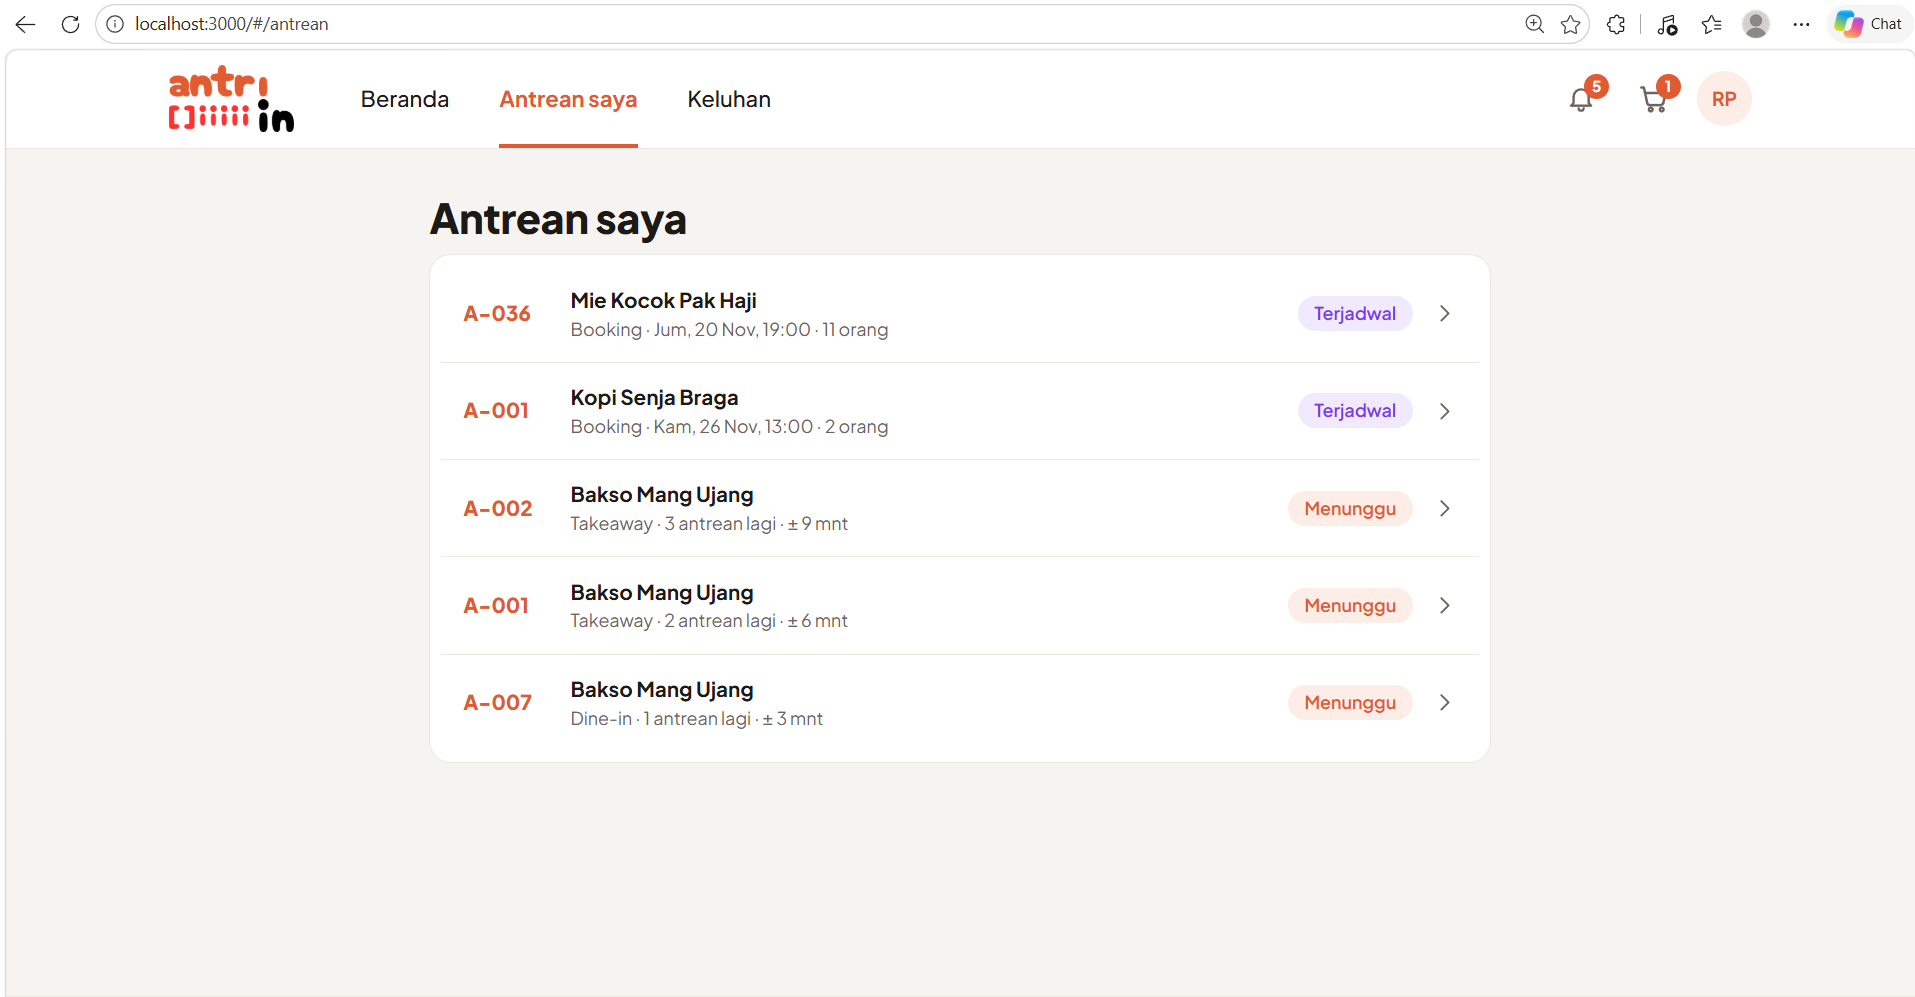 localhost:3000/#/antrean
Chat
antri
in
Beranda
Antrean saya
Keluhan
5
1
RP
Antrean saya
A-036
Mie Kocok Pak Haji
Booking · Jum, 20 Nov, 19:00 · 11 orang
Terjadwal
A-001
Kopi Senja Braga
Booking · Kam, 26 Nov, 13:00 · 2 orang
Terjadwal
A-002
Bakso Mang Ujang
Takeaway · 3 antrean lagi · ± 9 mnt
Menunggu
A-001
Bakso Mang Ujang
Takeaway · 2 antrean lagi · ± 6 mnt
Menunggu
A-007
Bakso Mang Ujang
Dine-in · 1 antrean lagi · ± 3 mnt
Menunggu